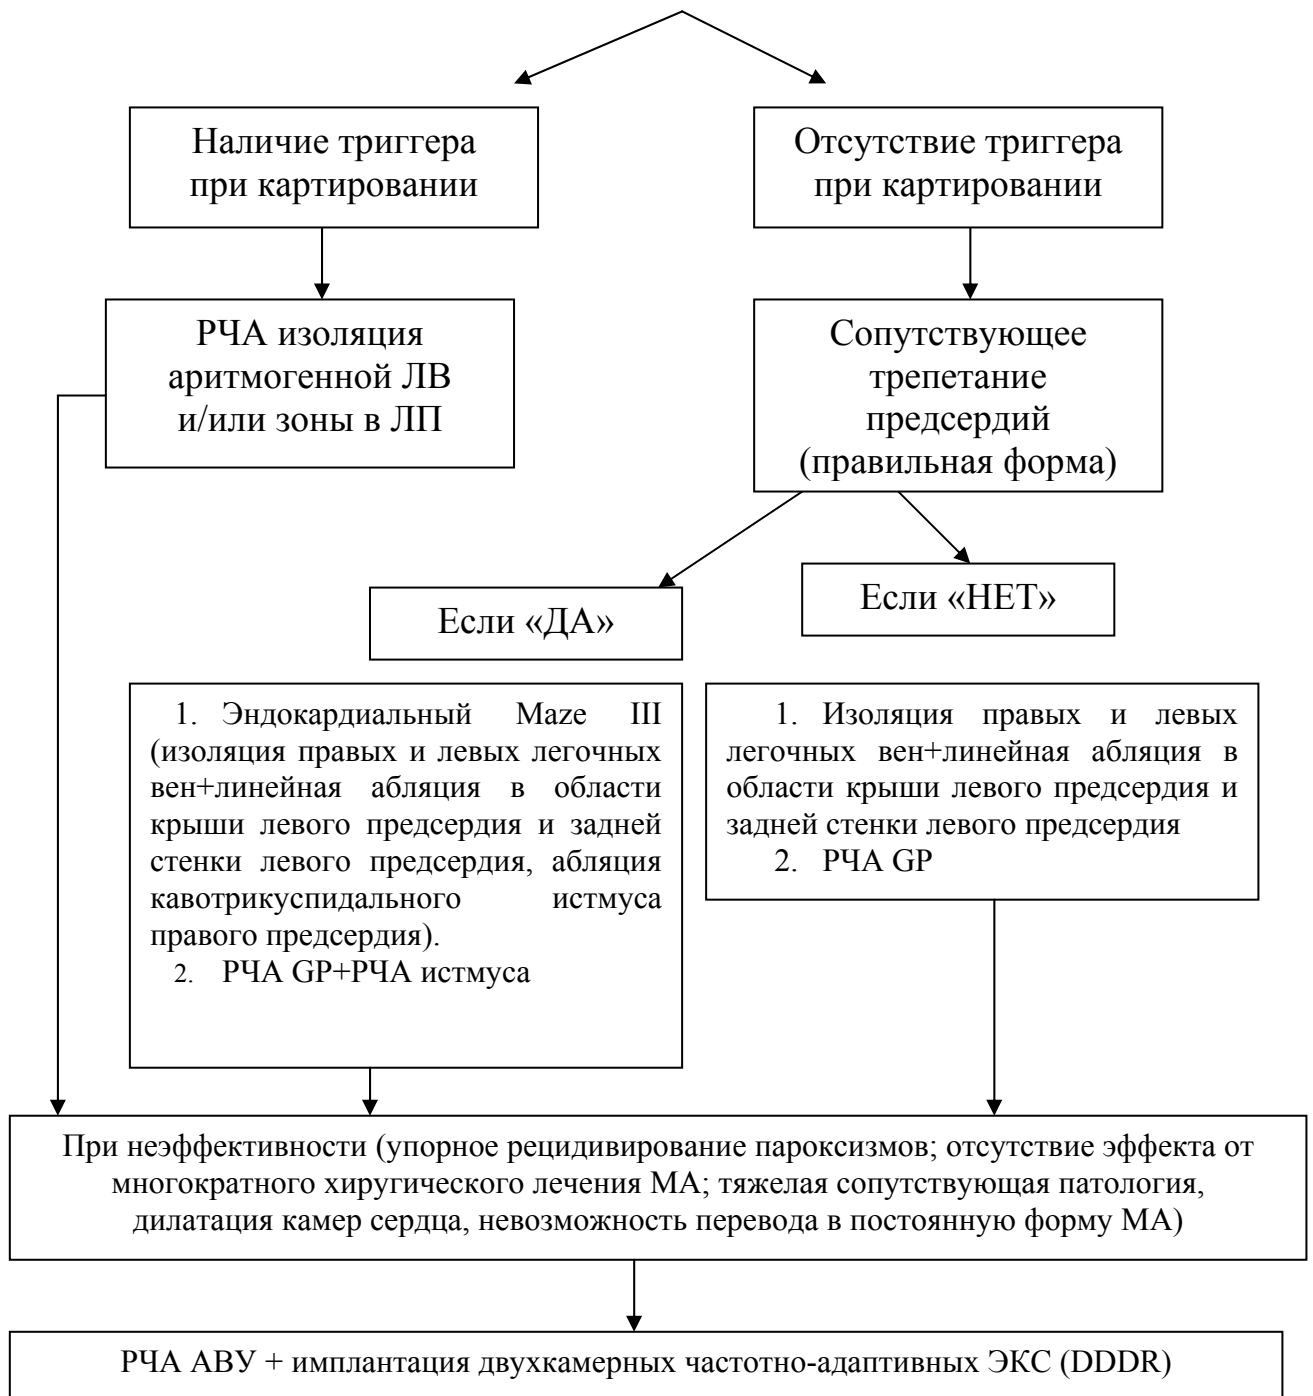 Наличие триггера
при картировании
Отсутствие триггера
при картировании
РЧА изоляция
аритмогенной ЛВ
и/или зоны в ЛП
Сопутствующее
трепетание
предсердий
(правильная форма)
Если «ДА»
Если «НЕТ»
1. Эндокардиальный Maze III
(изоляция правых и левых легочных
вен+линейная абляция в области
крыши левого предсердия и задней
стенки левого предсердия, абляция
кавотрикуспидального истмуса
правого предсердия).
2. РЧА GP+РЧА истмуса
1. Изоляция правых и левых
легочных вен+линейная абляция в
области крыши левого предсердия и
задней стенки левого предсердия
2. РЧА GP
При неэффективности (упорное рецидивирование пароксизмов; отсутствие эффекта от
многократного хиругического лечения МА; тяжелая сопутствующая патология,
дилатация камер сердца, невозможность перевода в постоянную форму МА)
РЧА АВУ + имплантация двухкамерных частотно-адаптивных ЭКС (DDDR)